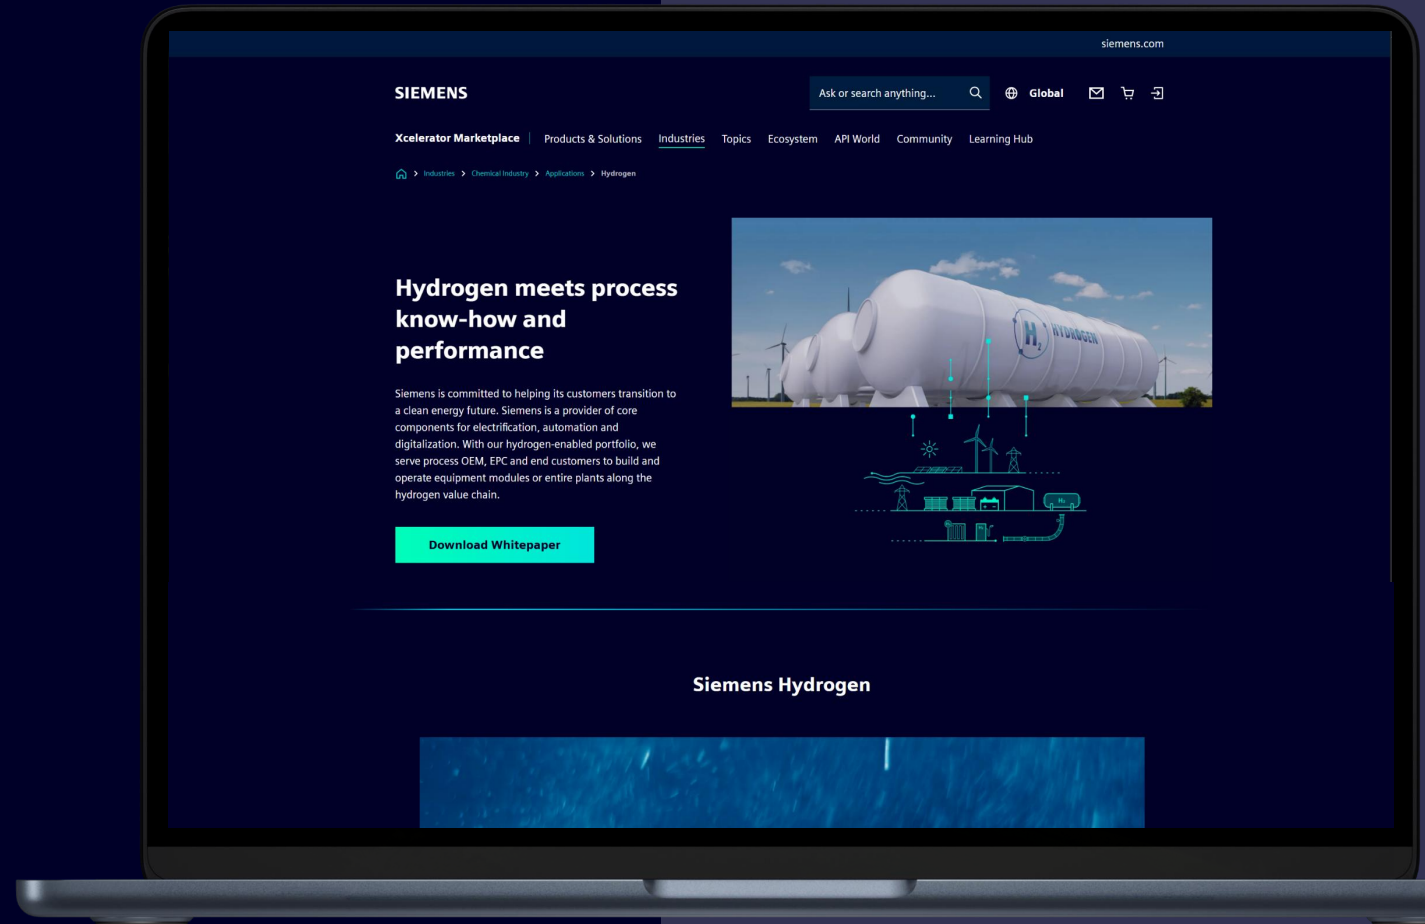 siemens.com
SIEMENS
Ask or search anything...
Global
Xcelerator Marketplace
Products & Solutions
Industries
Topics
Ecosystem
API World
Community
Learning Hub
Industries > Chemical Industry > Applications > Hydrogen
Hydrogen meets process
know-how and
performance
H2 HYDROGEN
Siemens is committed to helping its customers transition to
a clean energy future. Siemens is a provider of core
components for electrification, automation and
digitalization. With our hydrogen-enabled portfolio, we
serve process OEM, EPC and end customers to build and
operate equipment modules or entire plants along the
hydrogen value chain.
H₂
Download Whitepaper
Siemens Hydrogen